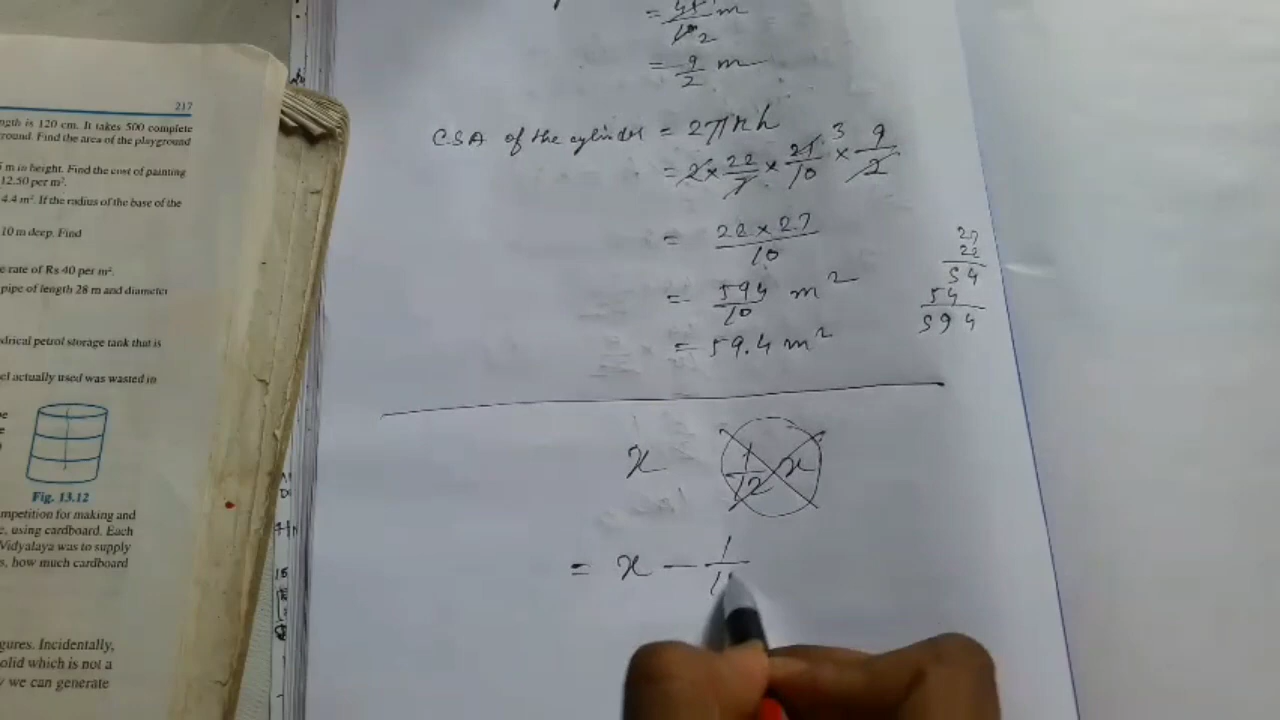 217
ngth is 120 cm. It takes 500 complete
round. Find the area of the playground
m in height. Find the cost of painting
12.50 per m².
4.4 m². If the radius of the base of the
10 m deep. Find
e rate of Rs 40 per m².
pipe of length 28 m and diameter
drical petrol storage tank that is
el actually used was wasted in
Fig. 13.12
mpetition for making and
e, using cardboard. Each
Vidyalaya was to supply
s, how much cardboard
gures. Incidentally,
olid which is not a
we can generate
= 9/2 m
C.S.A of the cylinder = 2πrh
= 2 × 22/7 × 21/10 3 × 9/2
= 22 × 27/10
= 594/10 m²
= 59.4 m²
27
22
54
54
594
x 1/12 x
= x − 1/1